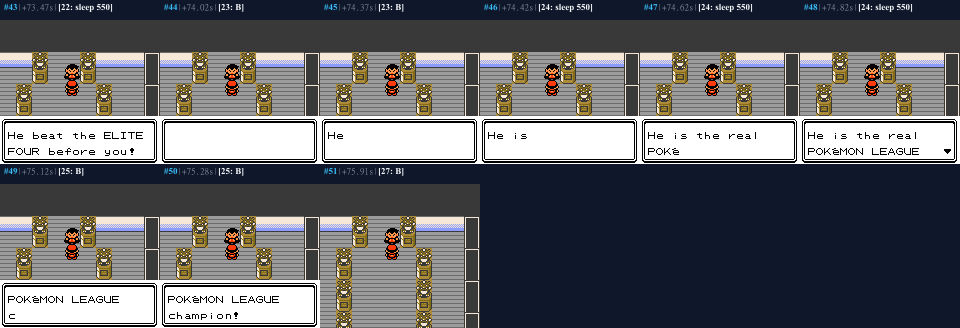 #43 | +73.47s | [22: sleep 550]
#44 | +74.02s | [23: B]
#45 | +74.37s | [23: B]
#46 | +74.42s | [24: sleep 550]
#47 | +74.62s | [24: sleep 550]
#48 | +74.82s | [24: sleep 550]
He beat the ELITE
FOUR before you!
He
He is
He is the real
POKé
He is the real
POKéMON LEAGUE
#49 | +75.12s | [25: B]
#50 | +75.28s | [25: B]
#51 | +75.91s | [27: B]
POKéMON LEAGUE
c
POKéMON LEAGUE
champion!